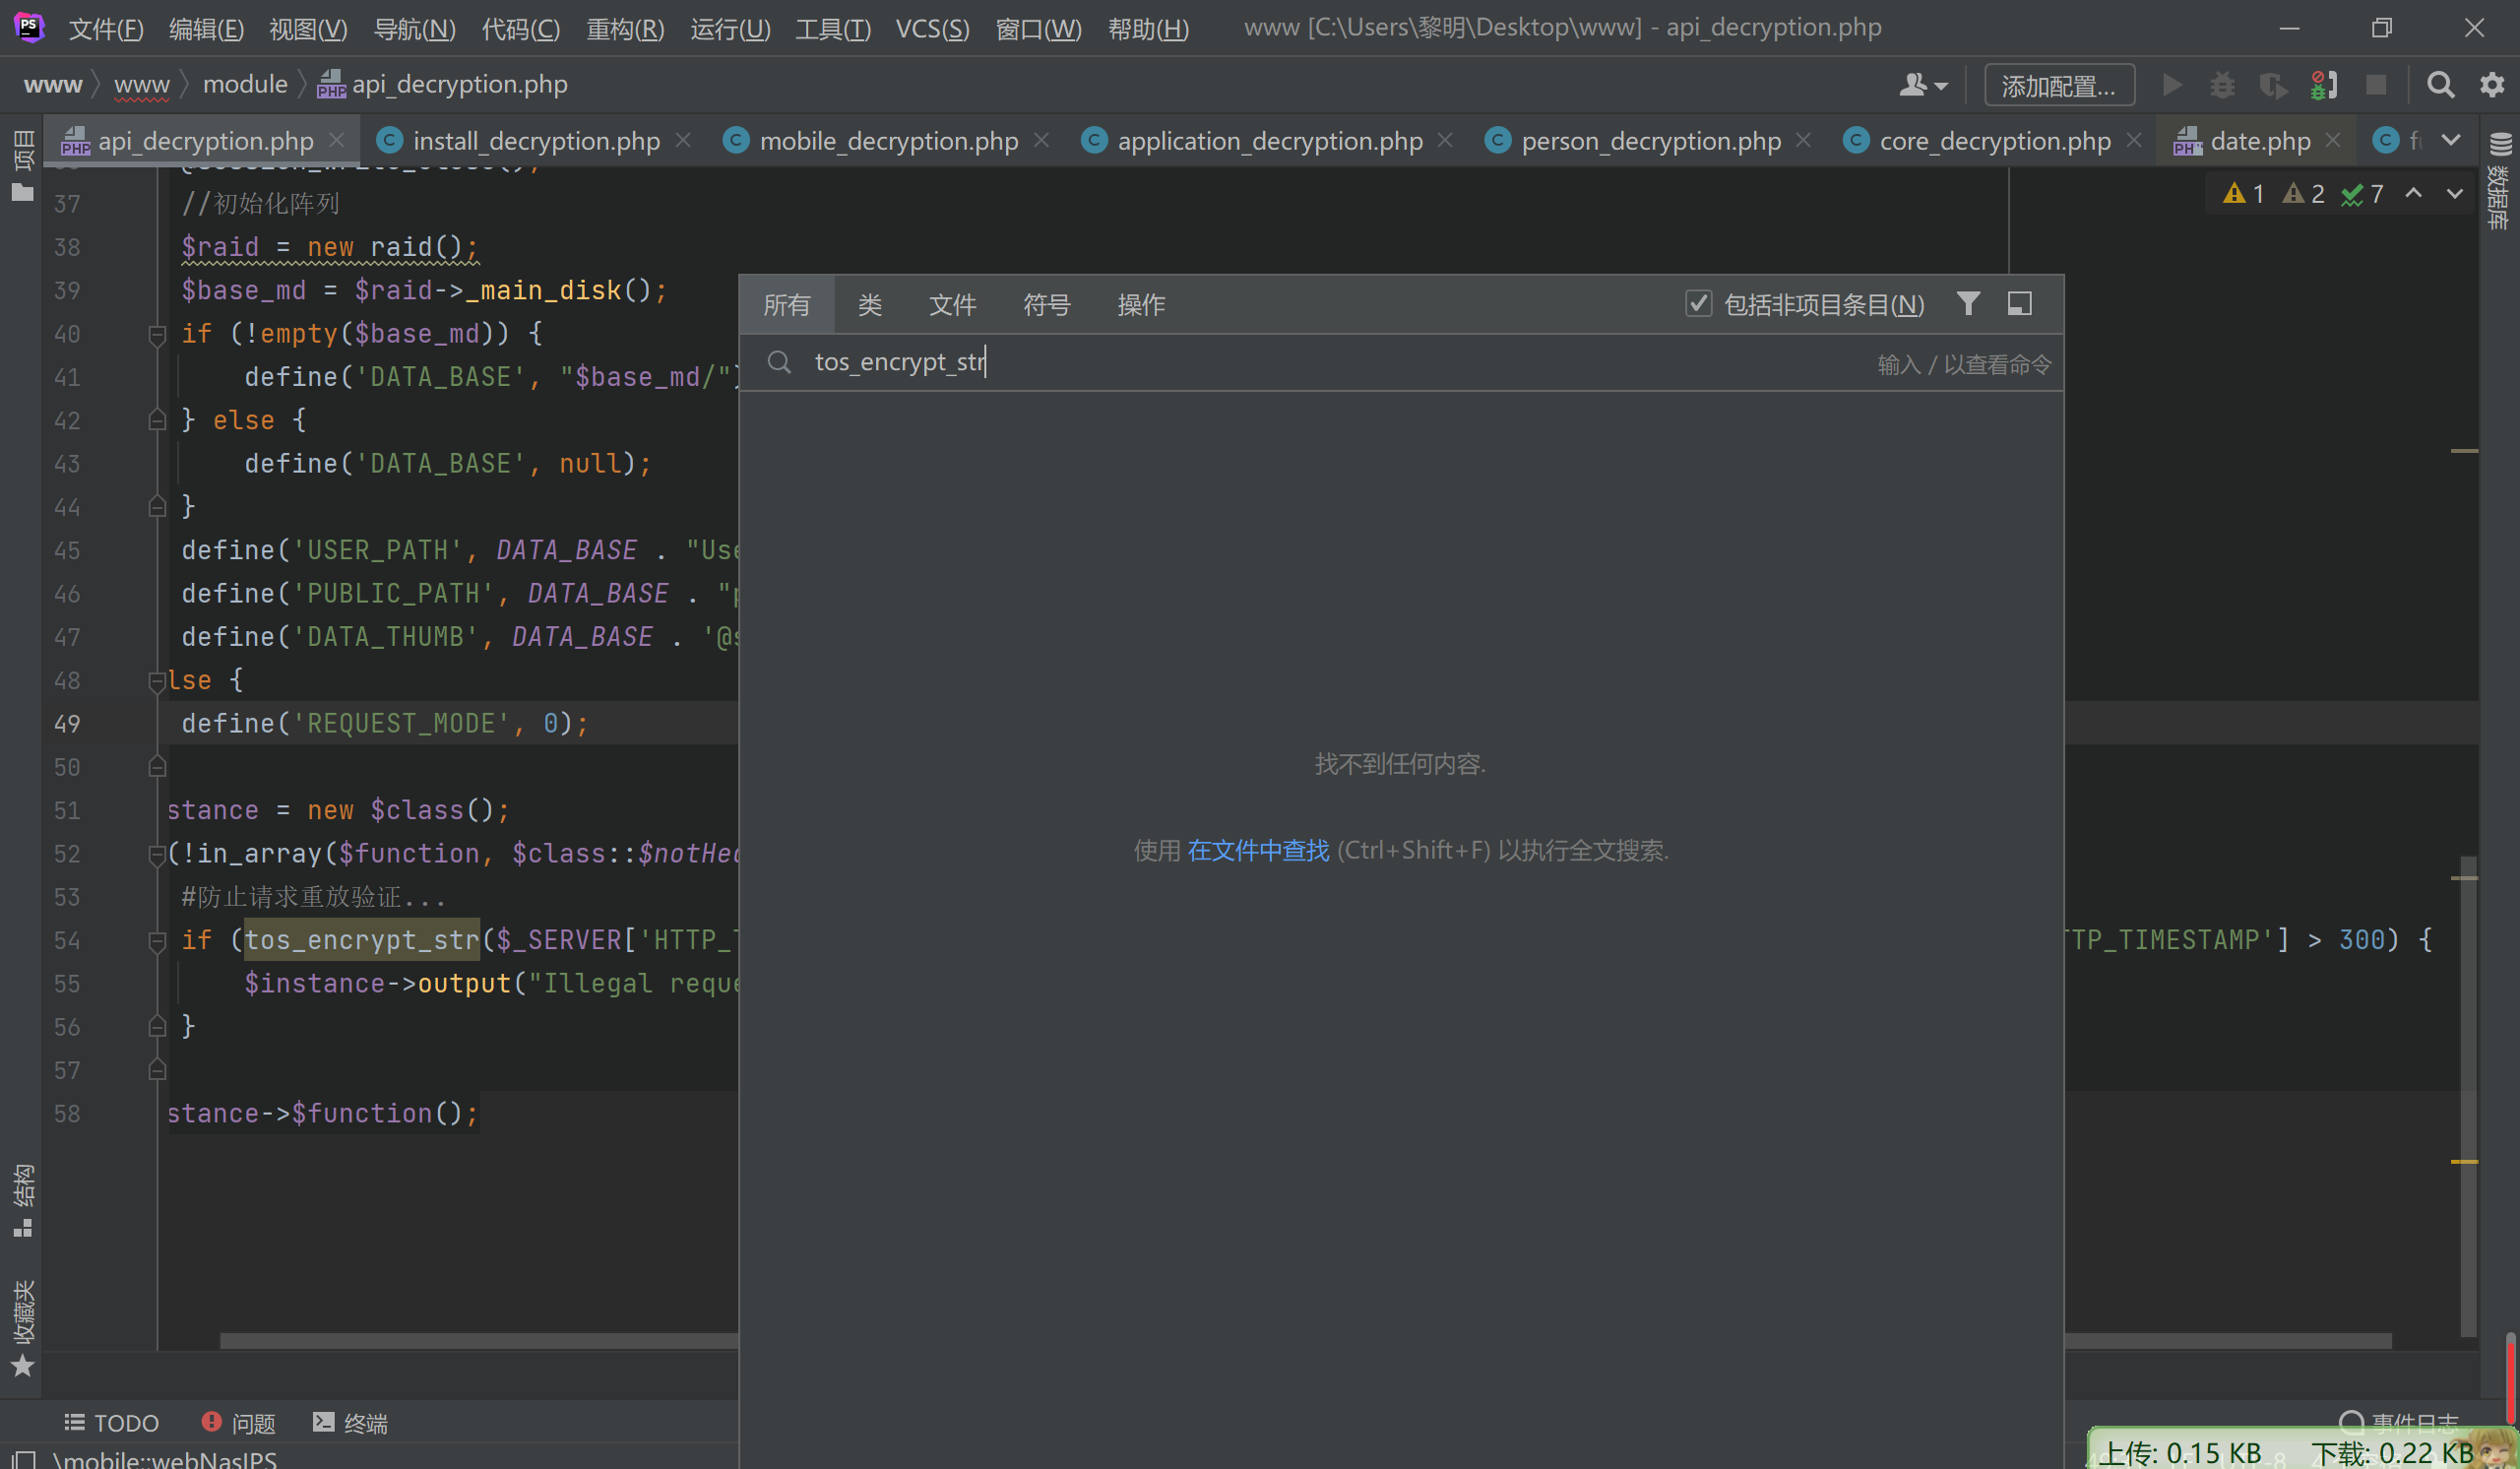 文件(F) 编辑(E) 视图(V) 导航(N) 代码(C) 重构(R) 运行(U) 工具(T) VCS(S) 窗口(W) 帮助(H) www [C:\Users\黎明\Desktop\www] - api_decryption.php
www www module api_decryption.php 添加配置...
api_decryption.php install_decryption.php mobile_decryption.php application_decryption.php person_decryption.php core_decryption.php date.php
项目
数据库
1 2 7
37 //初始化阵列
38 $raid = new raid();
39 $base_md = $raid->_main_disk();
40 if (!empty($base_md)) {
41 define('DATA_BASE', "$base_md/")
42 } else {
43 define('DATA_BASE', null);
44 }
45 define('USER_PATH', DATA_BASE . "Use
46 define('PUBLIC_PATH', DATA_BASE . "p
47 define('DATA_THUMB', DATA_BASE . '@s
48 lse {
49 define('REQUEST_MODE', 0);
50
51 stance = new $class();
52 (!in_array($function, $class::$notHea
53 #防止请求重放验证...
54 if (tos_encrypt_str($_SERVER['HTTP_T TTP_TIMESTAMP'] > 300) {
55 $instance->output("Illegal reque
56 }
57
58 stance->$function();
所有 类 文件 符号 操作 包括非项目条目(N)
tos_encrypt_str 输入 / 以查看命令
找不到任何内容.
使用 在文件中查找 (Ctrl+Shift+F) 以执行全文搜索.
结构
收藏夹
TODO 问题 终端 事件日志
\mobile::webNasIPS
上传: 0.15 KB 下载: 0.22 KB